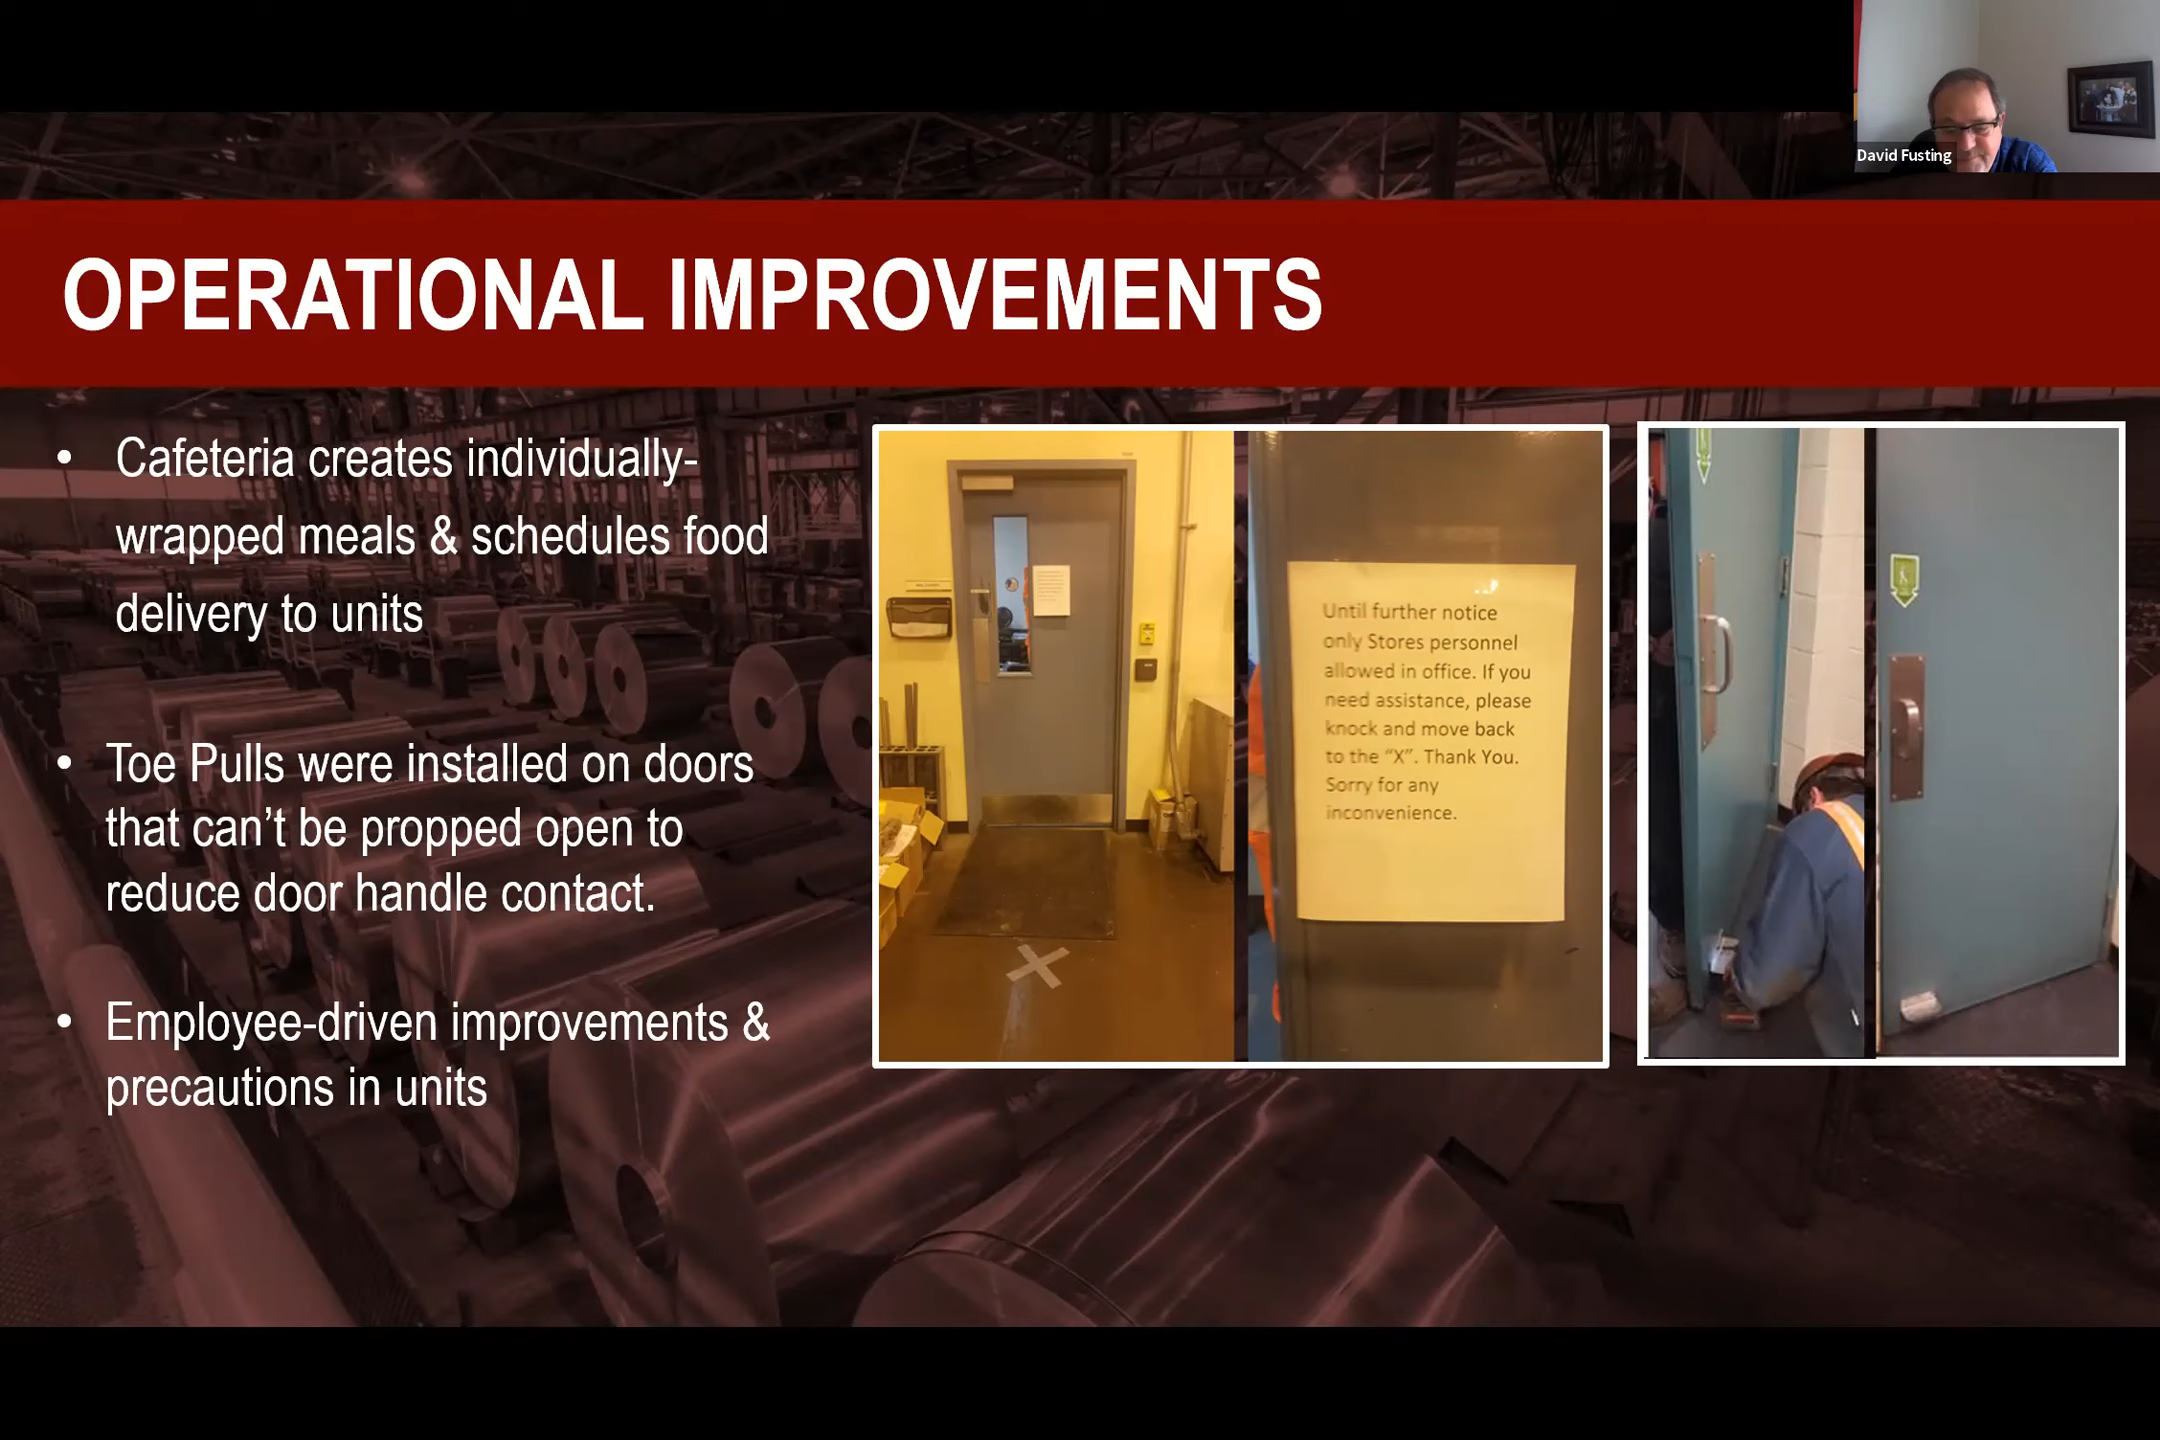 David Fusting
OPERATIONAL IMPROVEMENTS
• Cafeteria creates individually-
wrapped meals & schedules food
delivery to units
• Toe Pulls were installed on doors
that can’t be propped open to
reduce door handle contact.
• Employee-driven improvements &
precautions in units
Until further notice
only Stores personnel
allowed in office. If you
need assistance, please
knock and move back
to the “X”. Thank You.
Sorry for any
inconvenience.